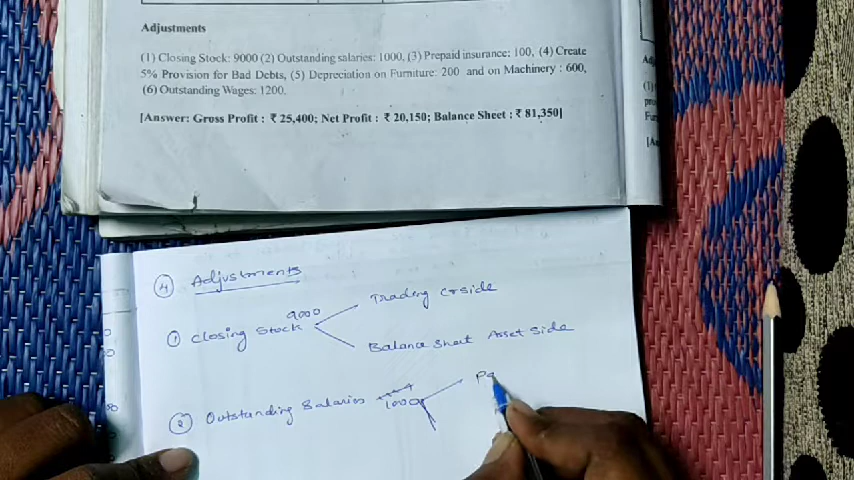 Adjustments
(1) Closing Stock: 9000 (2) Outstanding salaries: 1000, (3) Prepaid insurance: 100, (4) Create
5% Provision for Bad Debts, (5) Depreciation on Furniture: 200 and on Machinery : 600,
(6) Outstanding Wages: 1200.
[Answer: Gross Profit : ₹ 25,400; Net Profit : ₹ 20,150; Balance Sheet : ₹ 81,350]
4 Adjustments
1 Closing Stock 9000 Trading Crside
Balance Sheet Asset Side
2 Outstanding Salaries 1000